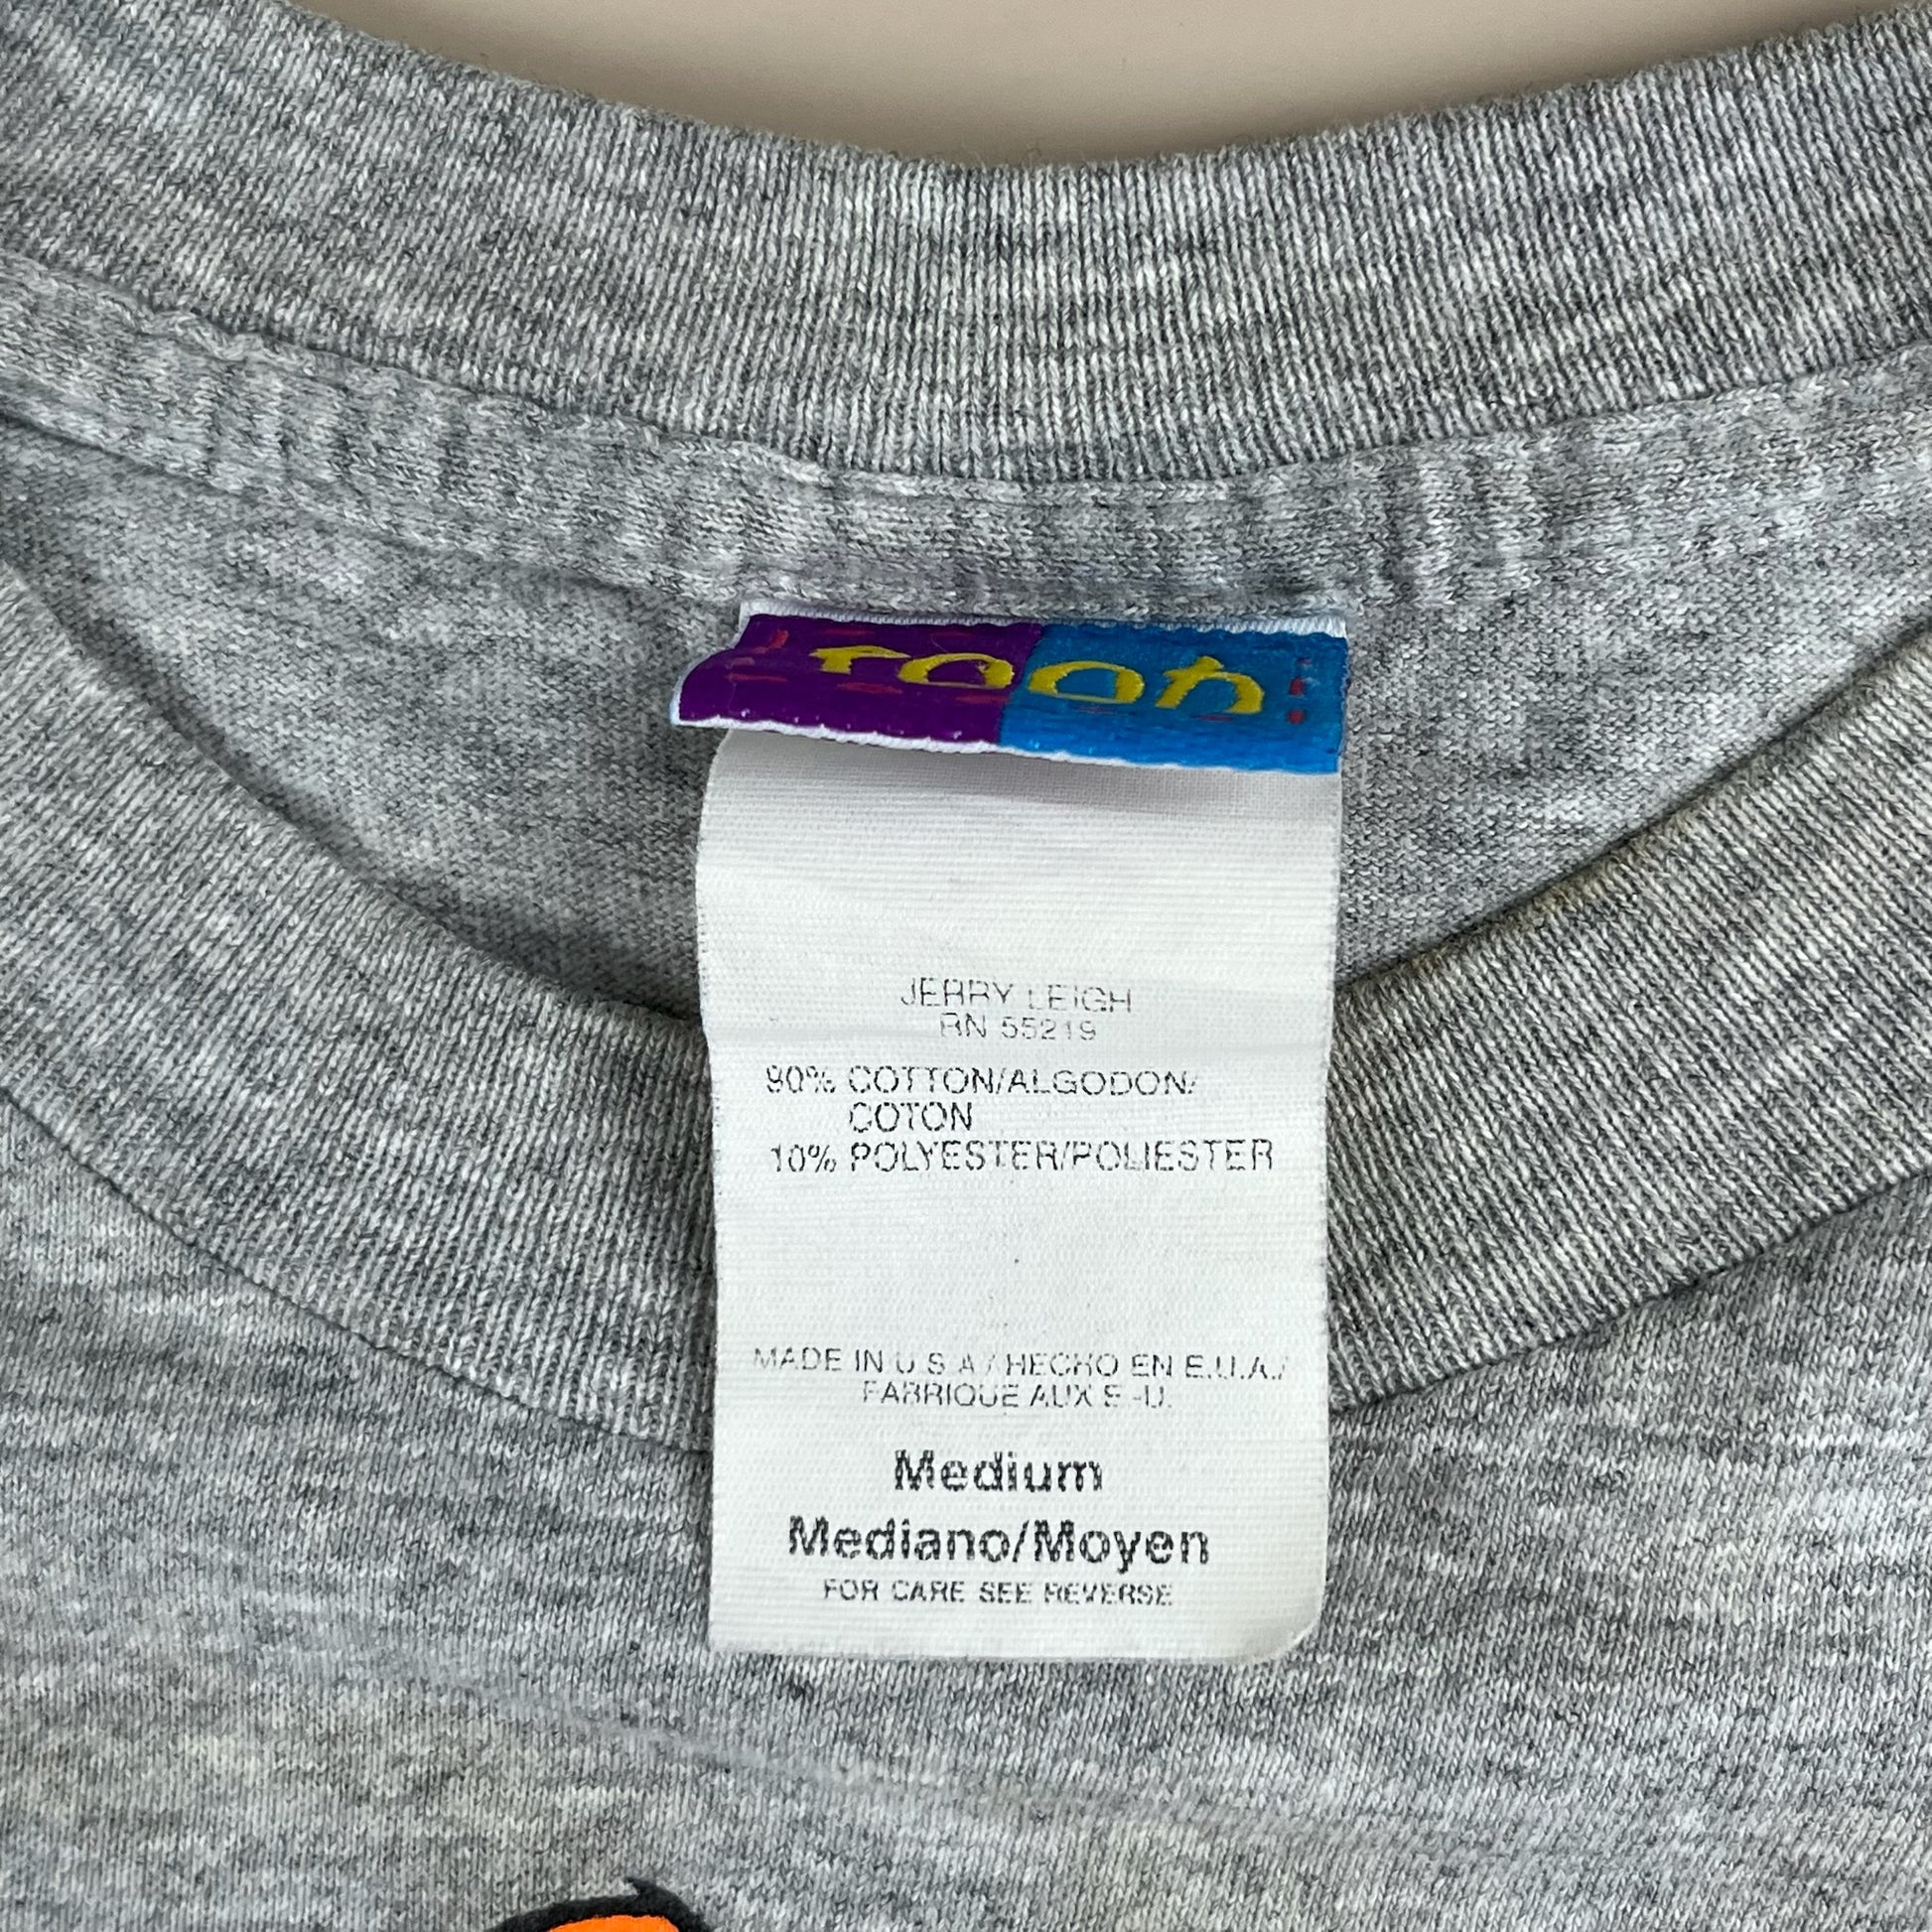 pooh
JERRY LEIGH
RN 55219
90% COTTON/ALGODON/
COTON
10% POLYESTER/POLIESTER
MADE IN U.S.A./HECHO EN E.U.A./
FABRIQUE AUX E.-U.
Medium
Mediano/Moyen
FOR CARE SEE REVERSE